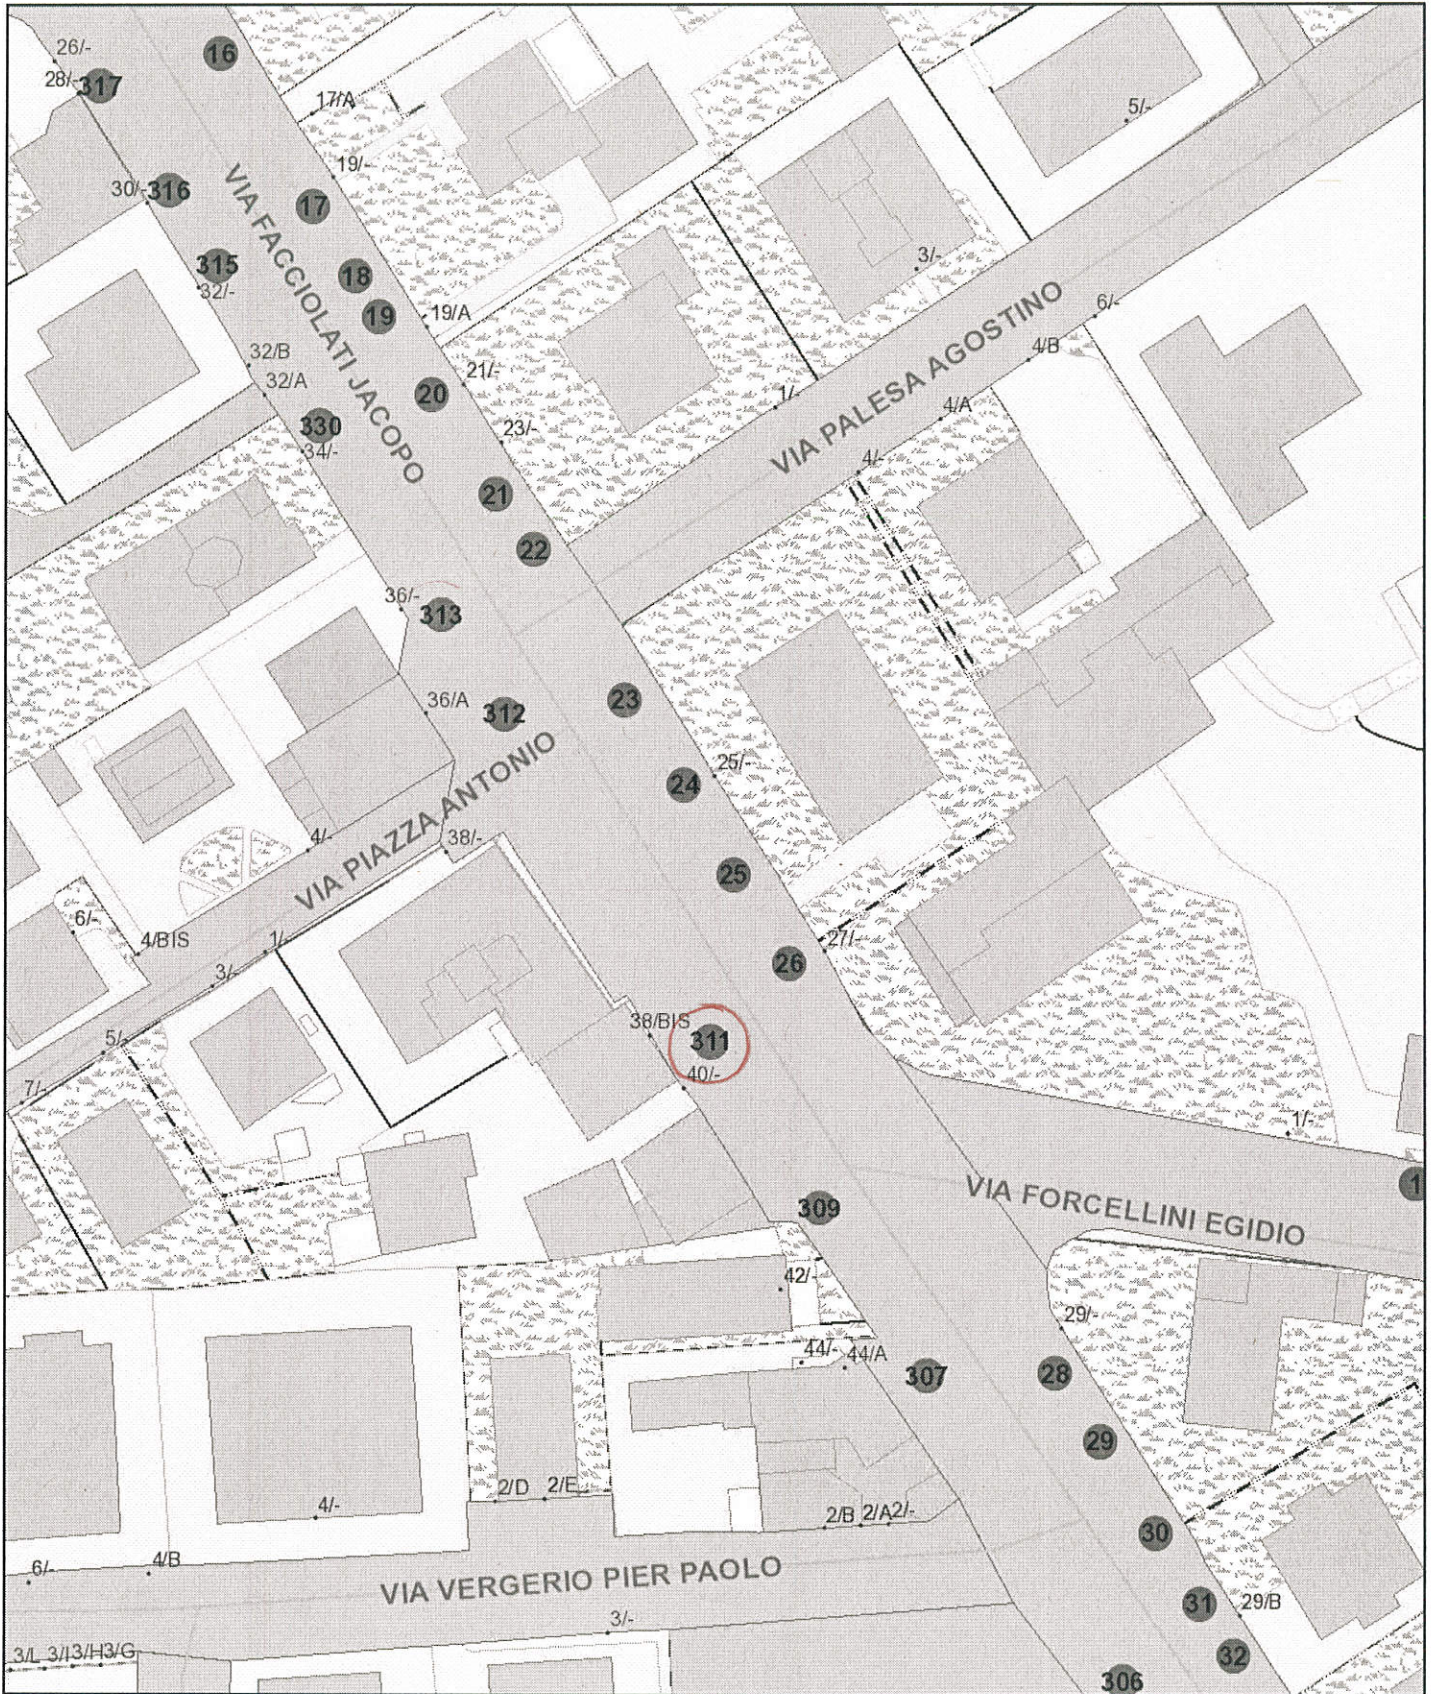 26/-
16
28/-
317
17/A
5/-
19/-
30/-
316
17
VIA FACCIOLATI JACOPO
315
18
3/-
32/-
19
19/A
6/-
32/B
4/B
32/A
21/-
20
1/-
VIA PALESA AGOSTINO
4/A
330
23/-
34/-
4/-
21
22
36/-
313
23
36/A
312
25/-
24
VIA PIAZZA ANTONIO
4/-
38/-
25
6/-
4/BIS
1/-
27/-
26
3/-
38/BIS
311
5/-
40/-
7/-
1/-
1
VIA FORCELLINI EGIDIO
309
42/-
29/-
44/-
44/A
307
28
29
2/D
2/E
4/-
2/B
2/A
2/-
30
6/-
4/B
VIA VERGERIO PIER PAOLO
31
29/B
3/-
3/L
3/I
3/H
3/G
32
306